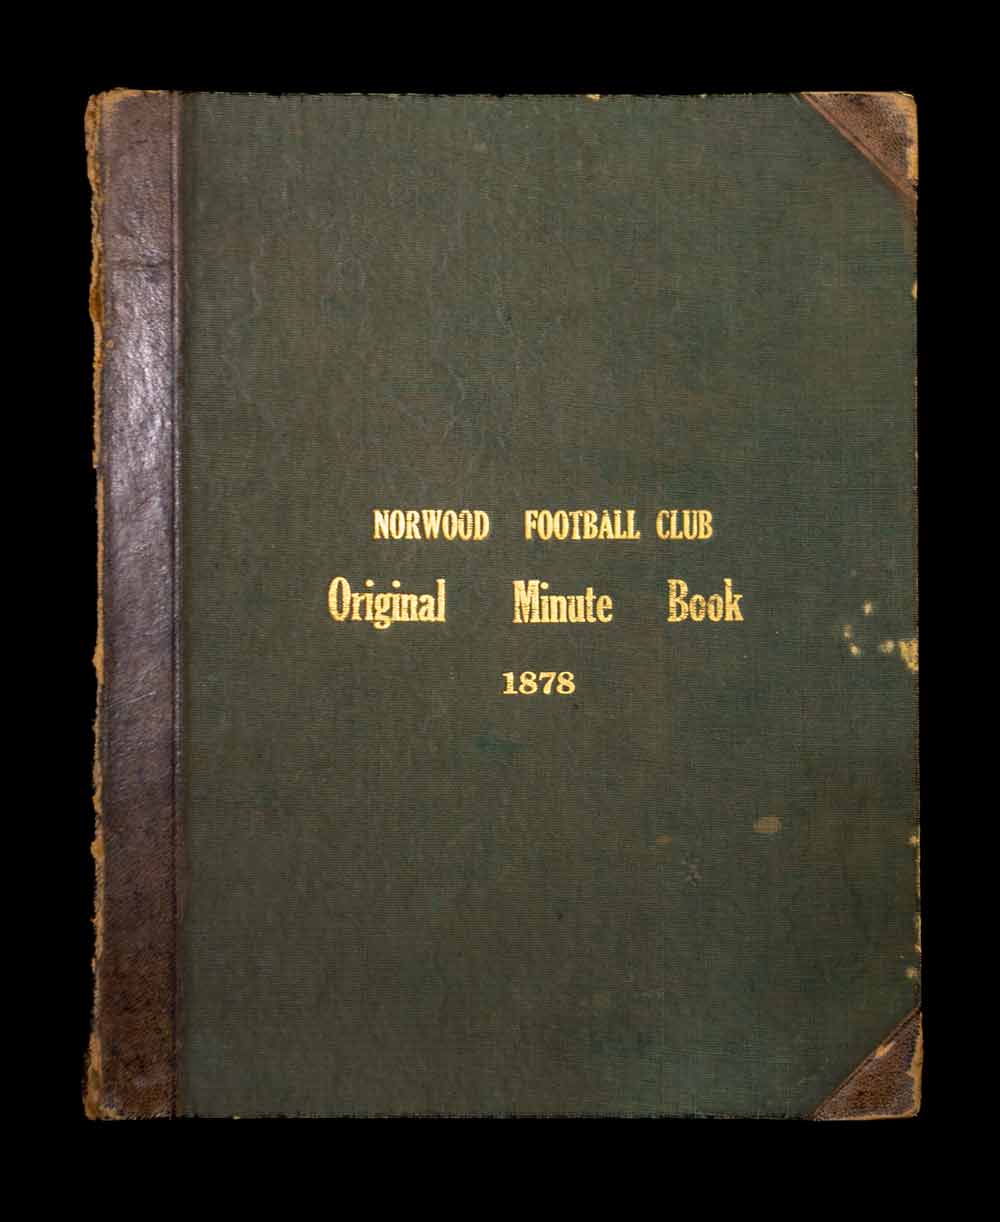 NORWOOD FOOTBALL CLUB
Original Minute Book
1878